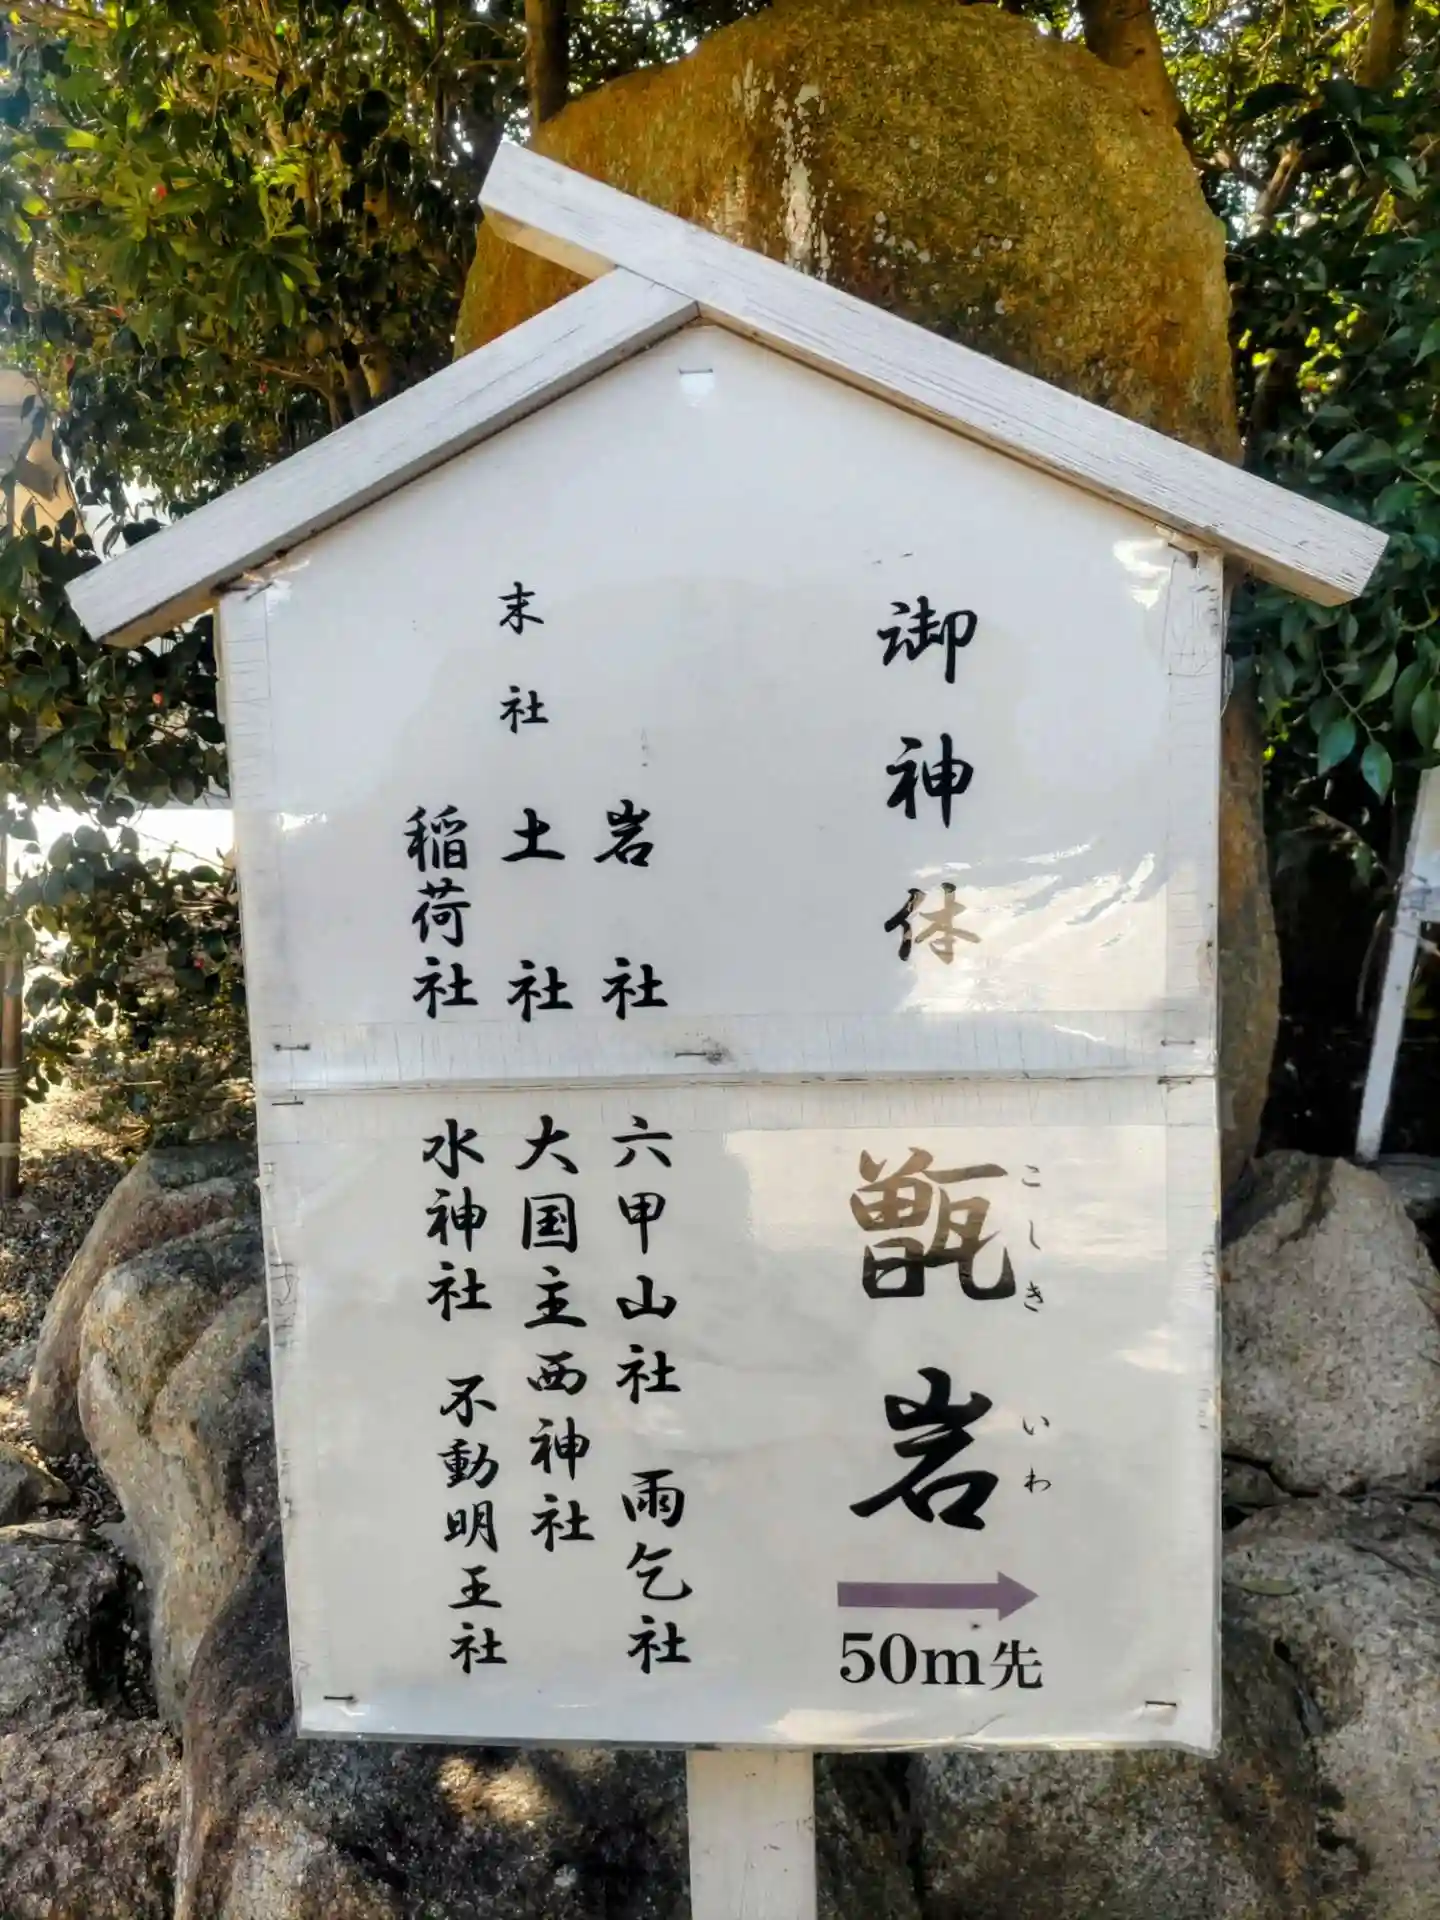 御神体
甑岩
こしき
いわ
50m先
末社
岩社
六甲山社 雨乞社
土社
大国主西神社
稲荷社
水神社 不動明王社